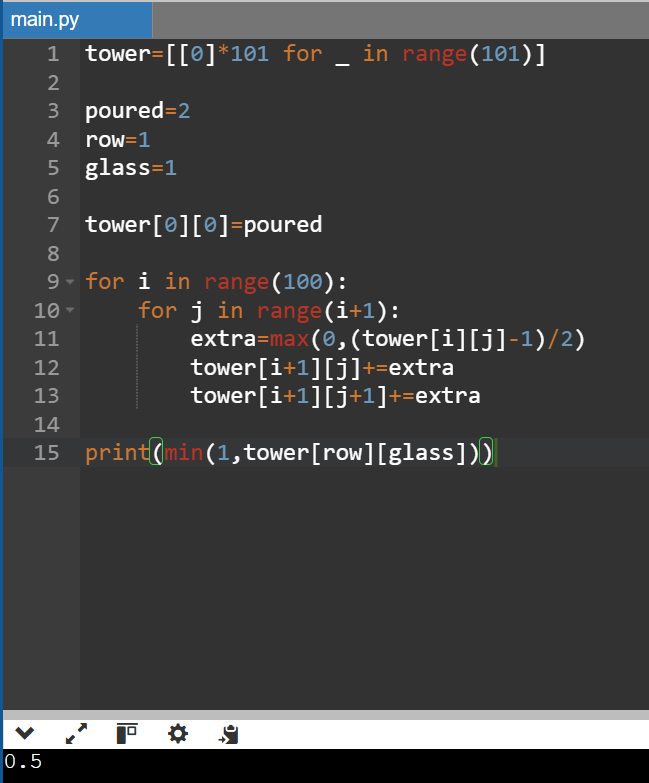 main.py
1 tower=[[0]*101 for _ in range(101)]
2
3 poured=2
4 row=1
5 glass=1
6
7 tower[0][0]=poured
8
9 for i in range(100):
10     for j in range(i+1):
11         extra=max(0,(tower[i][j]-1)/2)
12         tower[i+1][j]+=extra
13         tower[i+1][j+1]+=extra
14
15 print(min(1,tower[row][glass]))
0.5